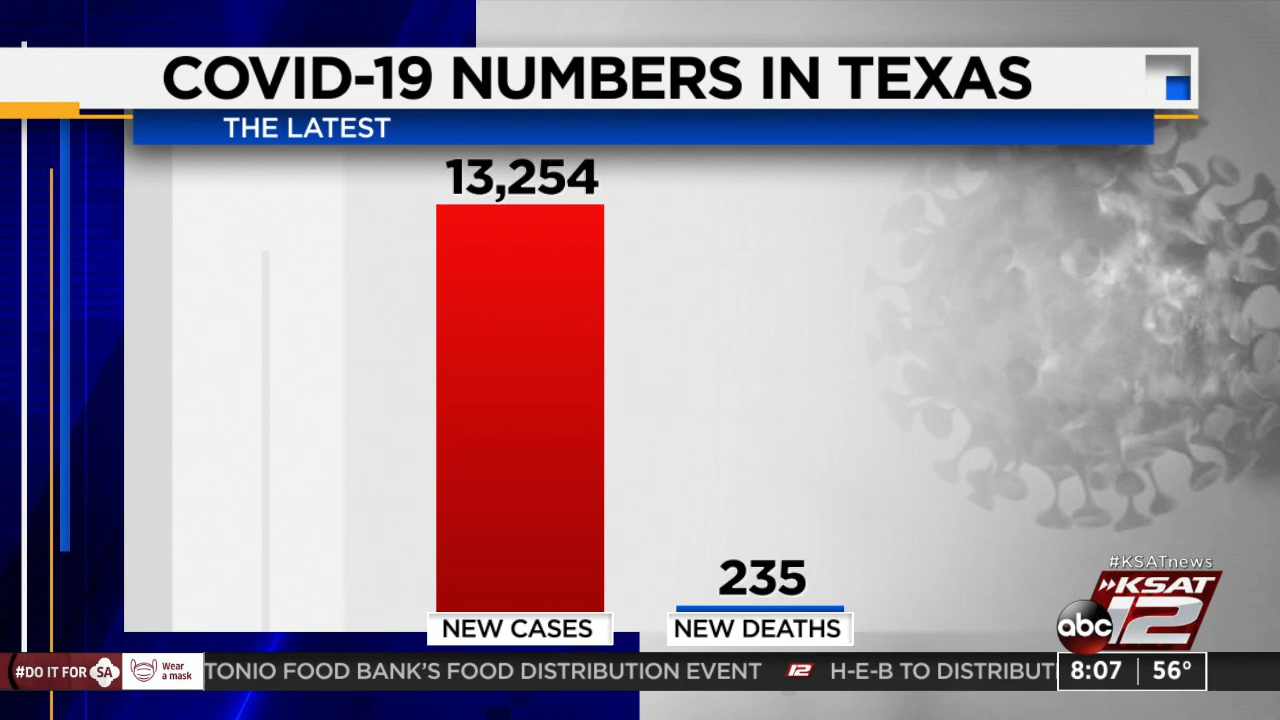 COVID-19 NUMBERS IN TEXAS
THE LATEST
13,254
235
NEW CASES
NEW DEATHS
#KSATnews
KSAT
abc
12
#DO IT FOR SA
Wear
a mask
TONIO FOOD BANK'S FOOD DISTRIBUTION EVENT 12 H-E-B TO DISTRIBUT
8:07 56°